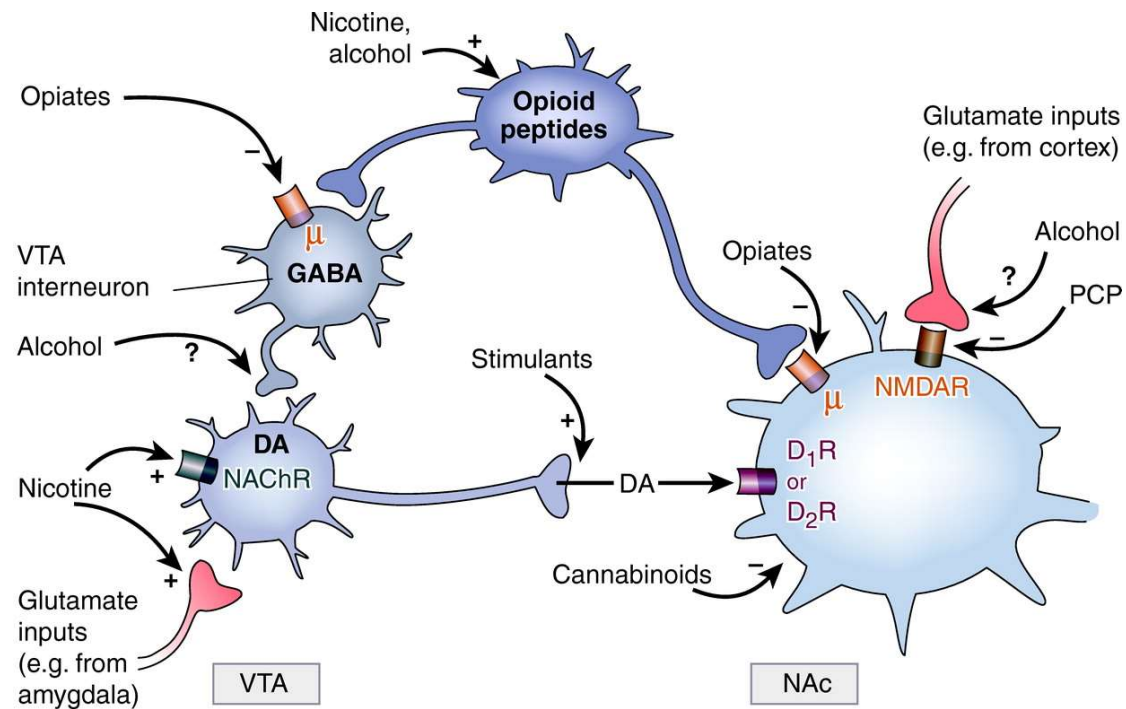 Nicotine,
alcohol
+
Opioid
peptides
Opiates
–
μ
GABA
VTA
interneuron
Alcohol
?
Glutamate inputs
(e.g. from cortex)
Alcohol
?
PCP
–
Opiates
–
μ
NMDAR
Stimulants
+
DA
NAChR
Nicotine
+
+
DA
D₁R
or
D₂R
Cannabinoids
–
Glutamate
inputs
(e.g. from
amygdala)
VTA
NAc